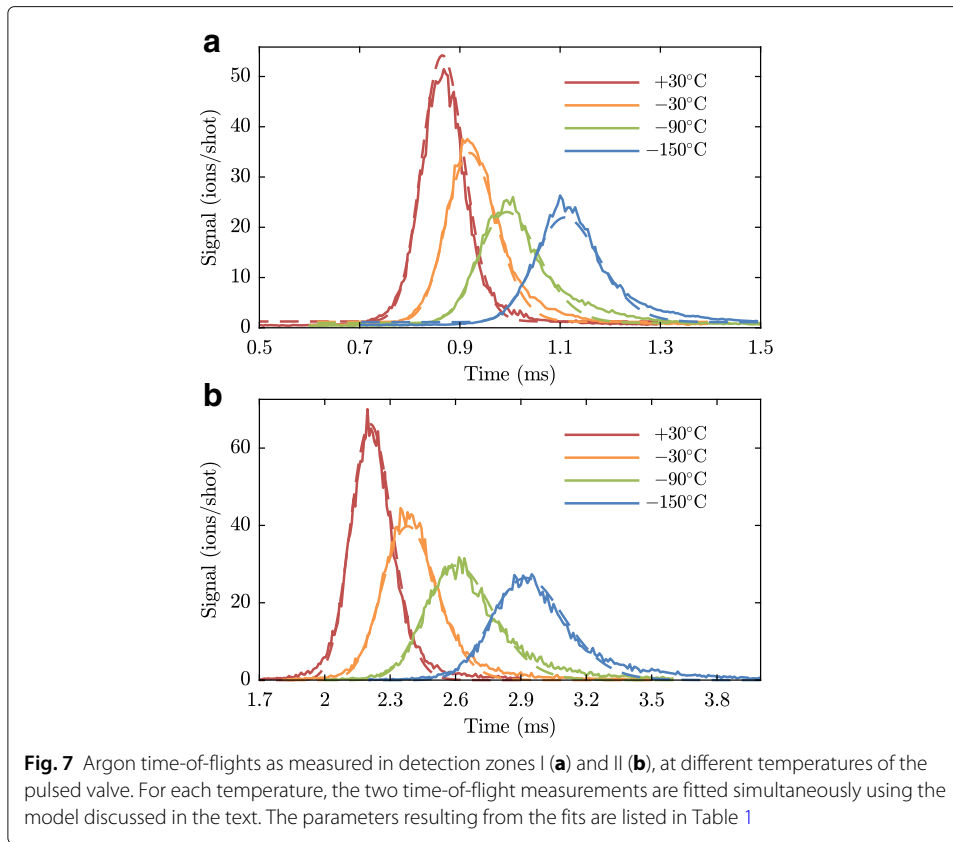 a
50
40
30
20
10
0
Signal (ions/shot)
+30°C
−30°C
−90°C
−150°C
0.5 0.7 0.9 1.1 1.3 1.5
Time (ms)
b
60
40
20
0
Signal (ions/shot)
+30°C
−30°C
−90°C
−150°C
1.7 2 2.3 2.6 2.9 3.2 3.5 3.8
Time (ms)
Fig. 7 Argon time-of-flights as measured in detection zones I (a) and II (b), at different temperatures of the
pulsed valve. For each temperature, the two time-of-flight measurements are fitted simultaneously using the
model discussed in the text. The parameters resulting from the fits are listed in Table 1